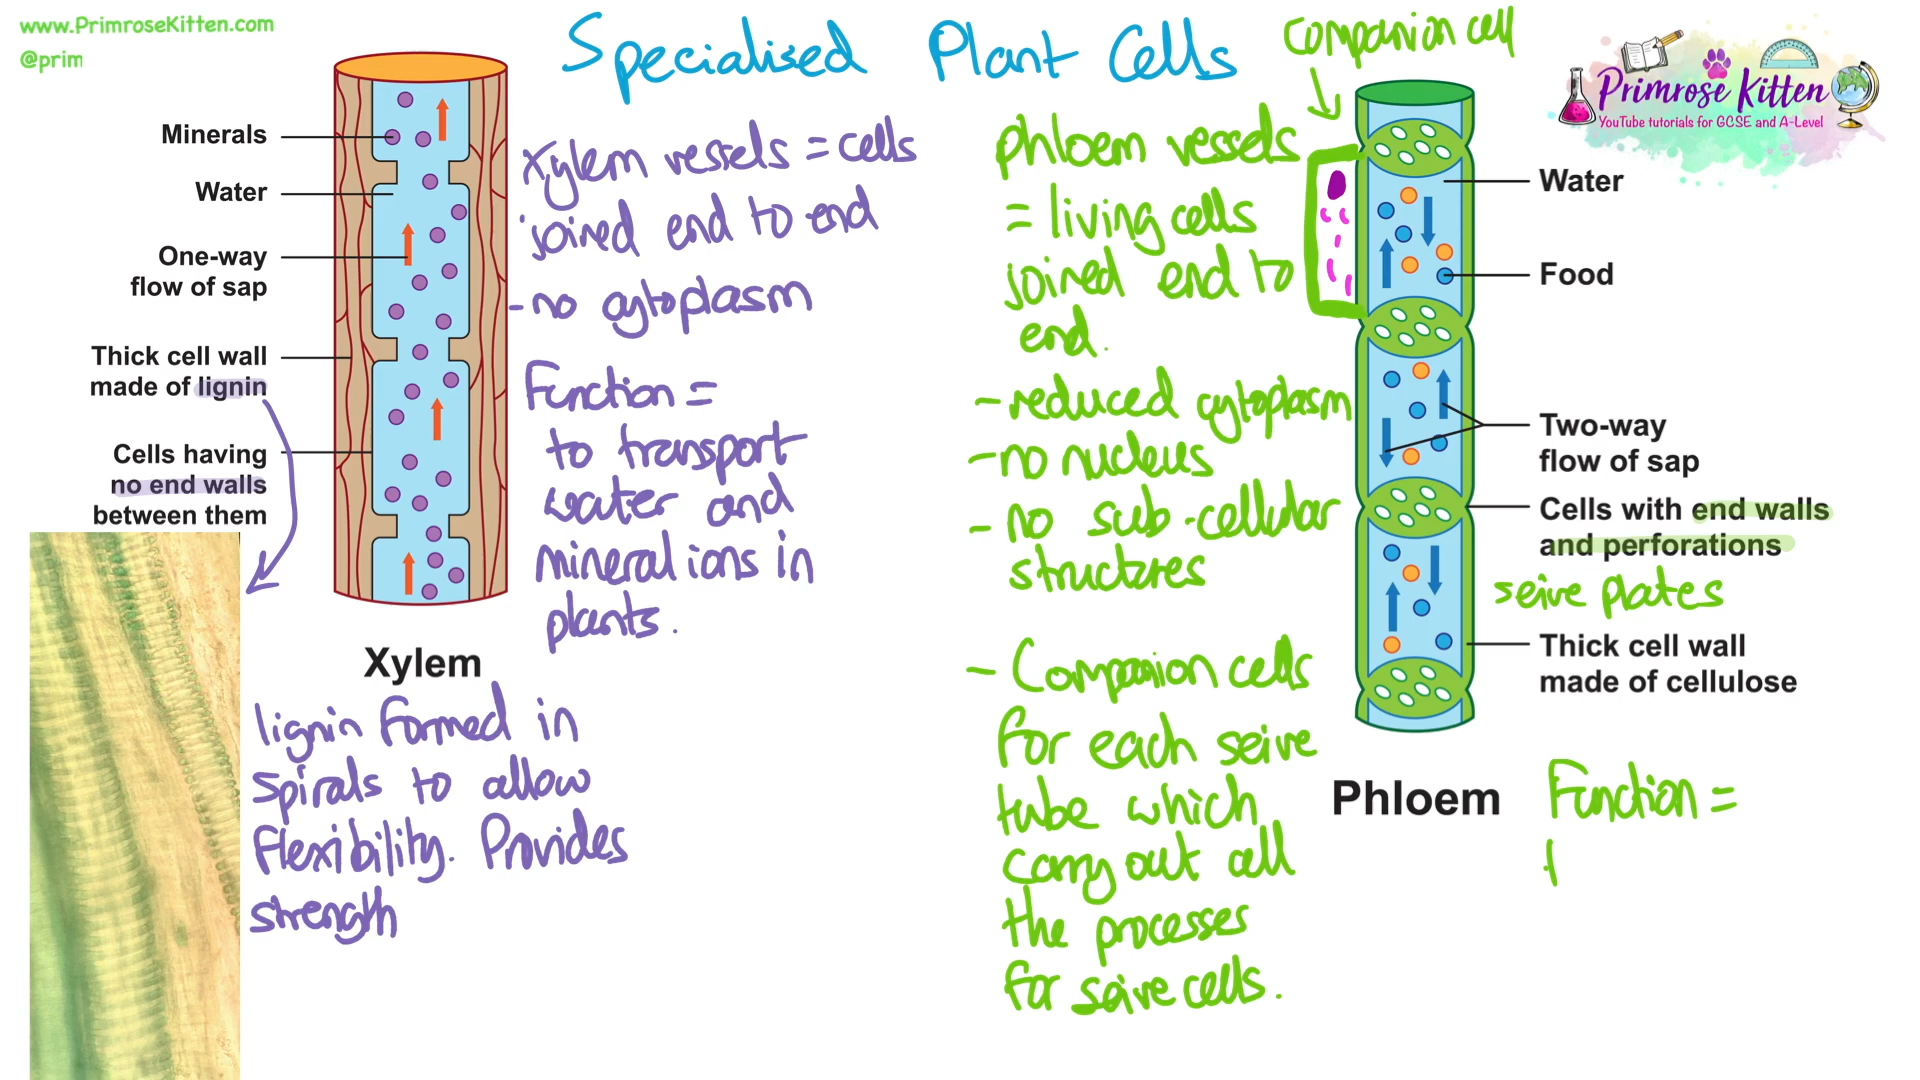 www.PrimroseKitten.com
@prim
Specialised Plant Cells
Minerals
Water
One-way
flow of sap
Thick cell wall
made of lignin
Cells having
no end walls
between them
Xylem
Xylem vessels = cells
joined end to end
- no cytoplasm
Function =
to transport
water and
mineral ions in
plants.
lignin formed in
spirals to allow
flexibility. Provides
strength
companion cell
phloem vessels
= living cells
joined end to
end.
- reduced cytoplasm
- no nucleus
- no sub-cellular
structures
- Companion cells
for each seive
tube which
carry out all
the processes
for seive cells.
Primrose Kitten
YouTube tutorials for GCSE and A-Level
Water
Food
Two-way
flow of sap
Cells with end walls
and perforations
seive plates
Thick cell wall
made of cellulose
Phloem
Function =